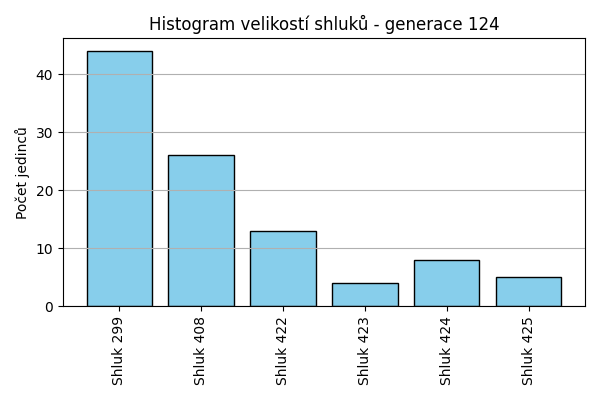 Histogram velikostí shluků - generace 124
Počet jedinců
40
30
20
10
0
Shluk 299
Shluk 408
Shluk 422
Shluk 423
Shluk 424
Shluk 425